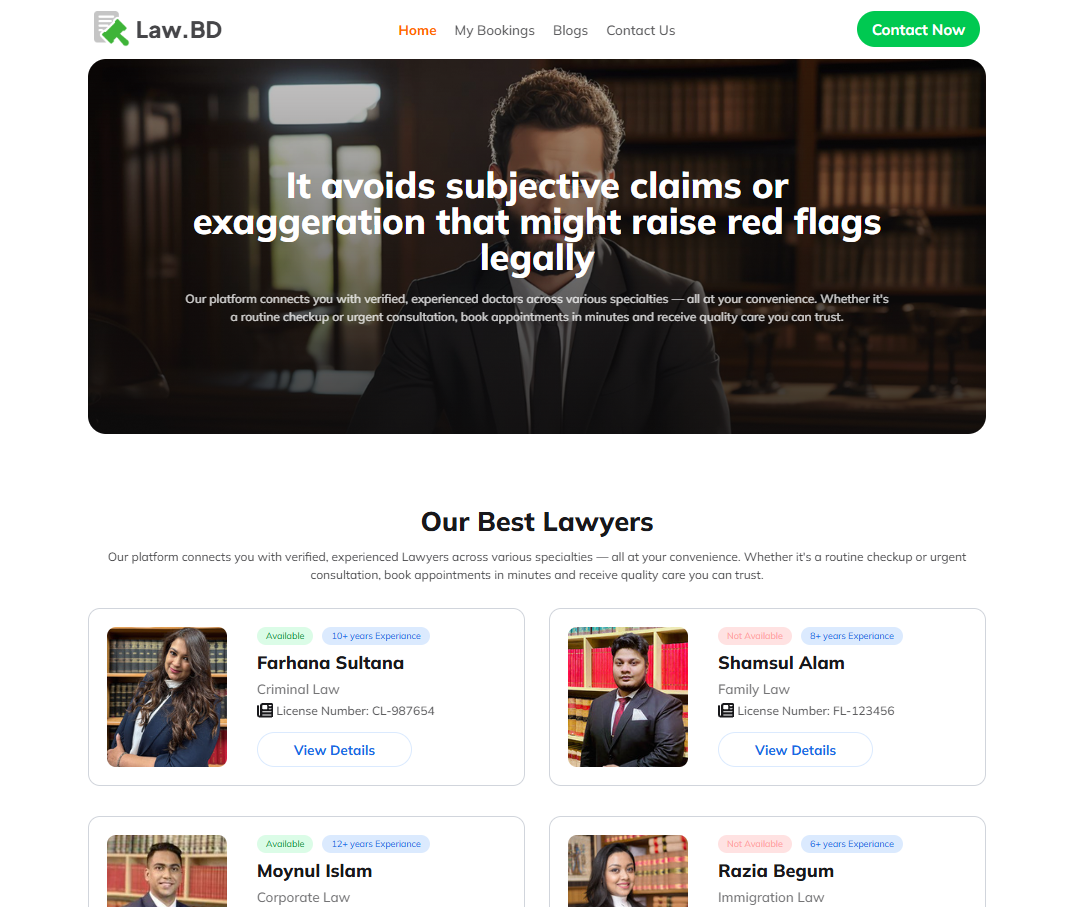 Law.BD
Home My Bookings Blogs Contact Us
Contact Now
It avoids subjective claims or
exaggeration that might raise red flags
legally
Our platform connects you with verified, experienced doctors across various specialties — all at your convenience. Whether it's
a routine checkup or urgent consultation, book appointments in minutes and receive quality care you can trust.
Our Best Lawyers
Our platform connects you with verified, experienced Lawyers across various specialties — all at your convenience. Whether it's a routine checkup or urgent
consultation, book appointments in minutes and receive quality care you can trust.
Available 10+ years Experiance
Farhana Sultana
Criminal Law
License Number: CL-987654
View Details
Not Available 8+ years Experiance
Shamsul Alam
Family Law
License Number: FL-123456
View Details
Available 12+ years Experiance
Moynul Islam
Corporate Law
Not Available 6+ years Experiance
Razia Begum
Immigration Law